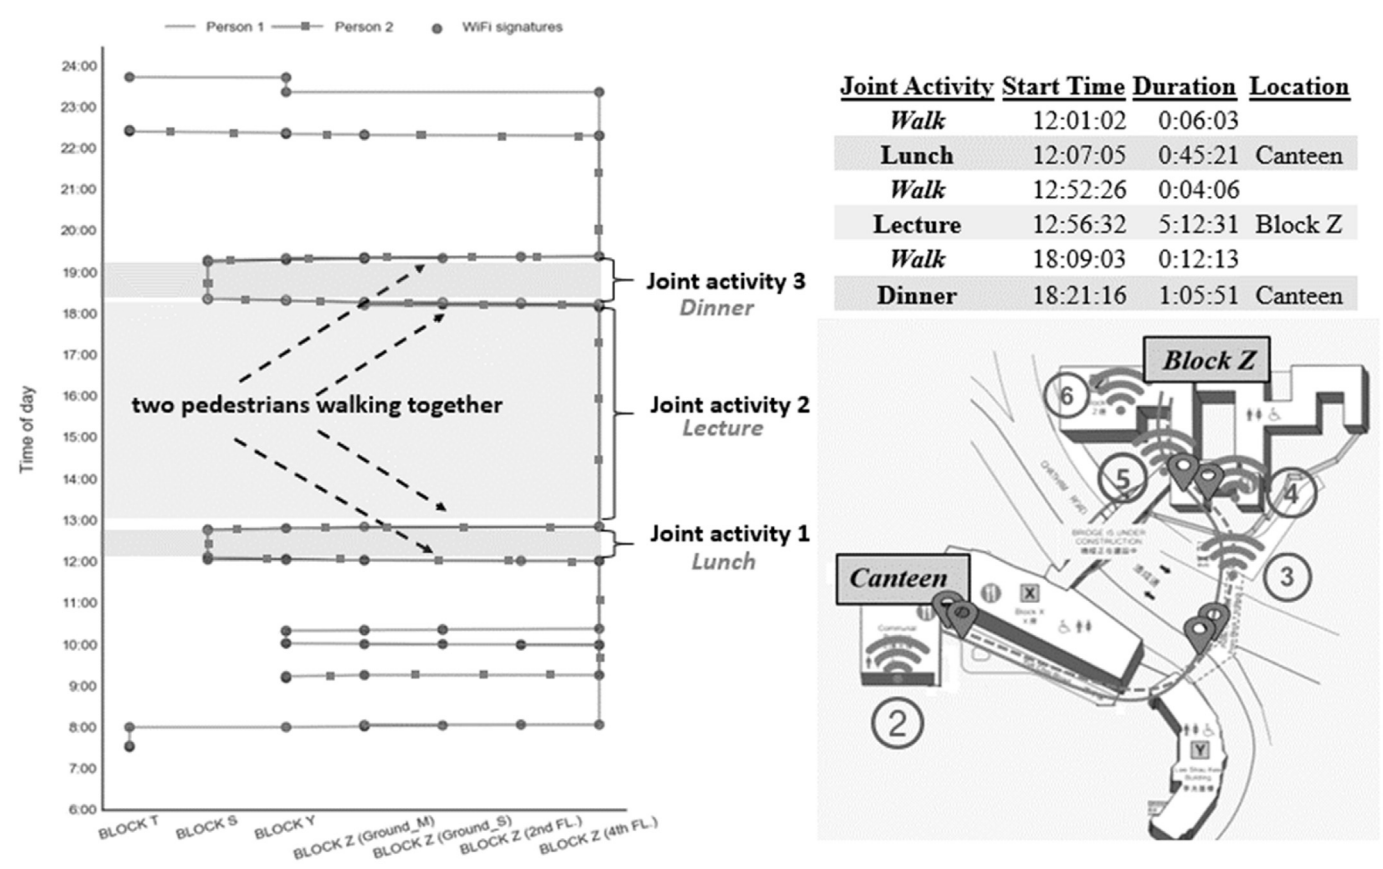 Person 1
Person 2
WiFi signatures
24:00
23:00
22:00
21:00
20:00
19:00
18:00
17:00
16:00
15:00
14:00
13:00
12:00
11:00
10:00
9:00
8:00
7:00
6:00
Time of day
BLOCK T
BLOCK S
BLOCK Y
BLOCK Z (Ground_M)
BLOCK Z (Ground_S)
BLOCK Z (2nd FL.)
BLOCK Z (4th FL.)
two pedestrians walking together
Joint activity 3
Dinner
Joint activity 2
Lecture
Joint activity 1
Lunch
Joint Activity Start Time Duration Location
Walk 12:01:02 0:06:03
Lunch 12:07:05 0:45:21 Canteen
Walk 12:52:26 0:04:06
Lecture 12:56:32 5:12:31 Block Z
Walk 18:09:03 0:12:13
Dinner 18:21:16 1:05:51 Canteen
Block Z
6
5
4
CHATHAM ROAD
BRIDGE IS UNDER
CONSTRUCTION
3
Canteen
X
Block X
Communal
2
Y
Building